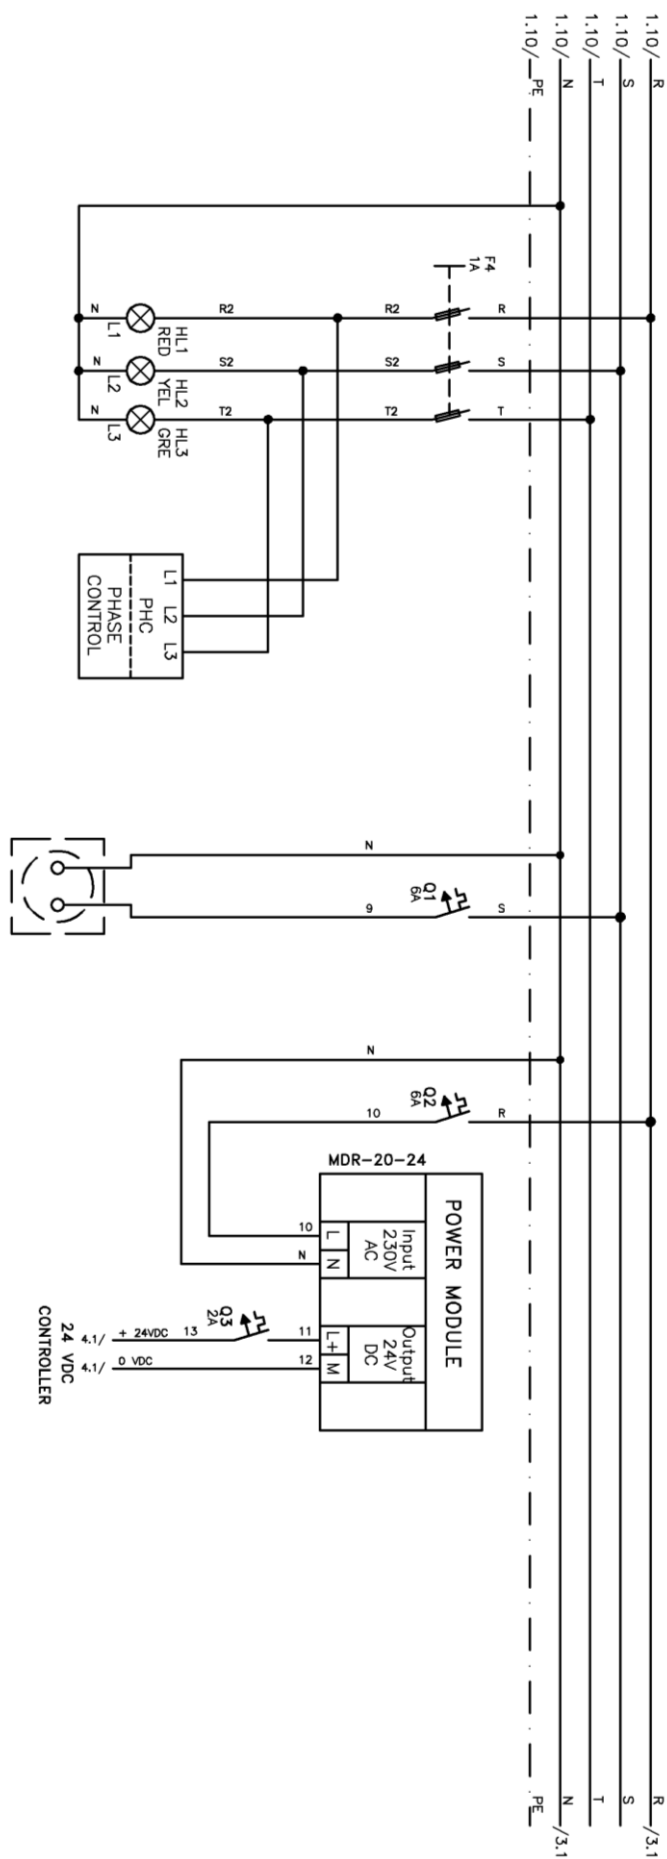 1.10/ R
1.10/ S
1.10/ T
1.10/ N
1.10/ PE
F4
1A
R
R2
R2
N
S
S2
S2
N
T
T2
T2
N
HL1
RED
L1
HL2
YEL
L2
HL3
GRE
L3
L1
L2
L3
PHC
PHASE
CONTROL
N
S
Q1
6A
9
N
R
Q2
6A
10
MDR-20-24
POWER MODULE
Input
230V
AC
L
N
10
N
Output
24V
DC
L+
M
11
12
Q3
2A
13
+ 24VDC
4.1/
0 VDC
4.1/
24 VDC
CONTROLLER
R
/3.1
S
T
N
/3.1
PE